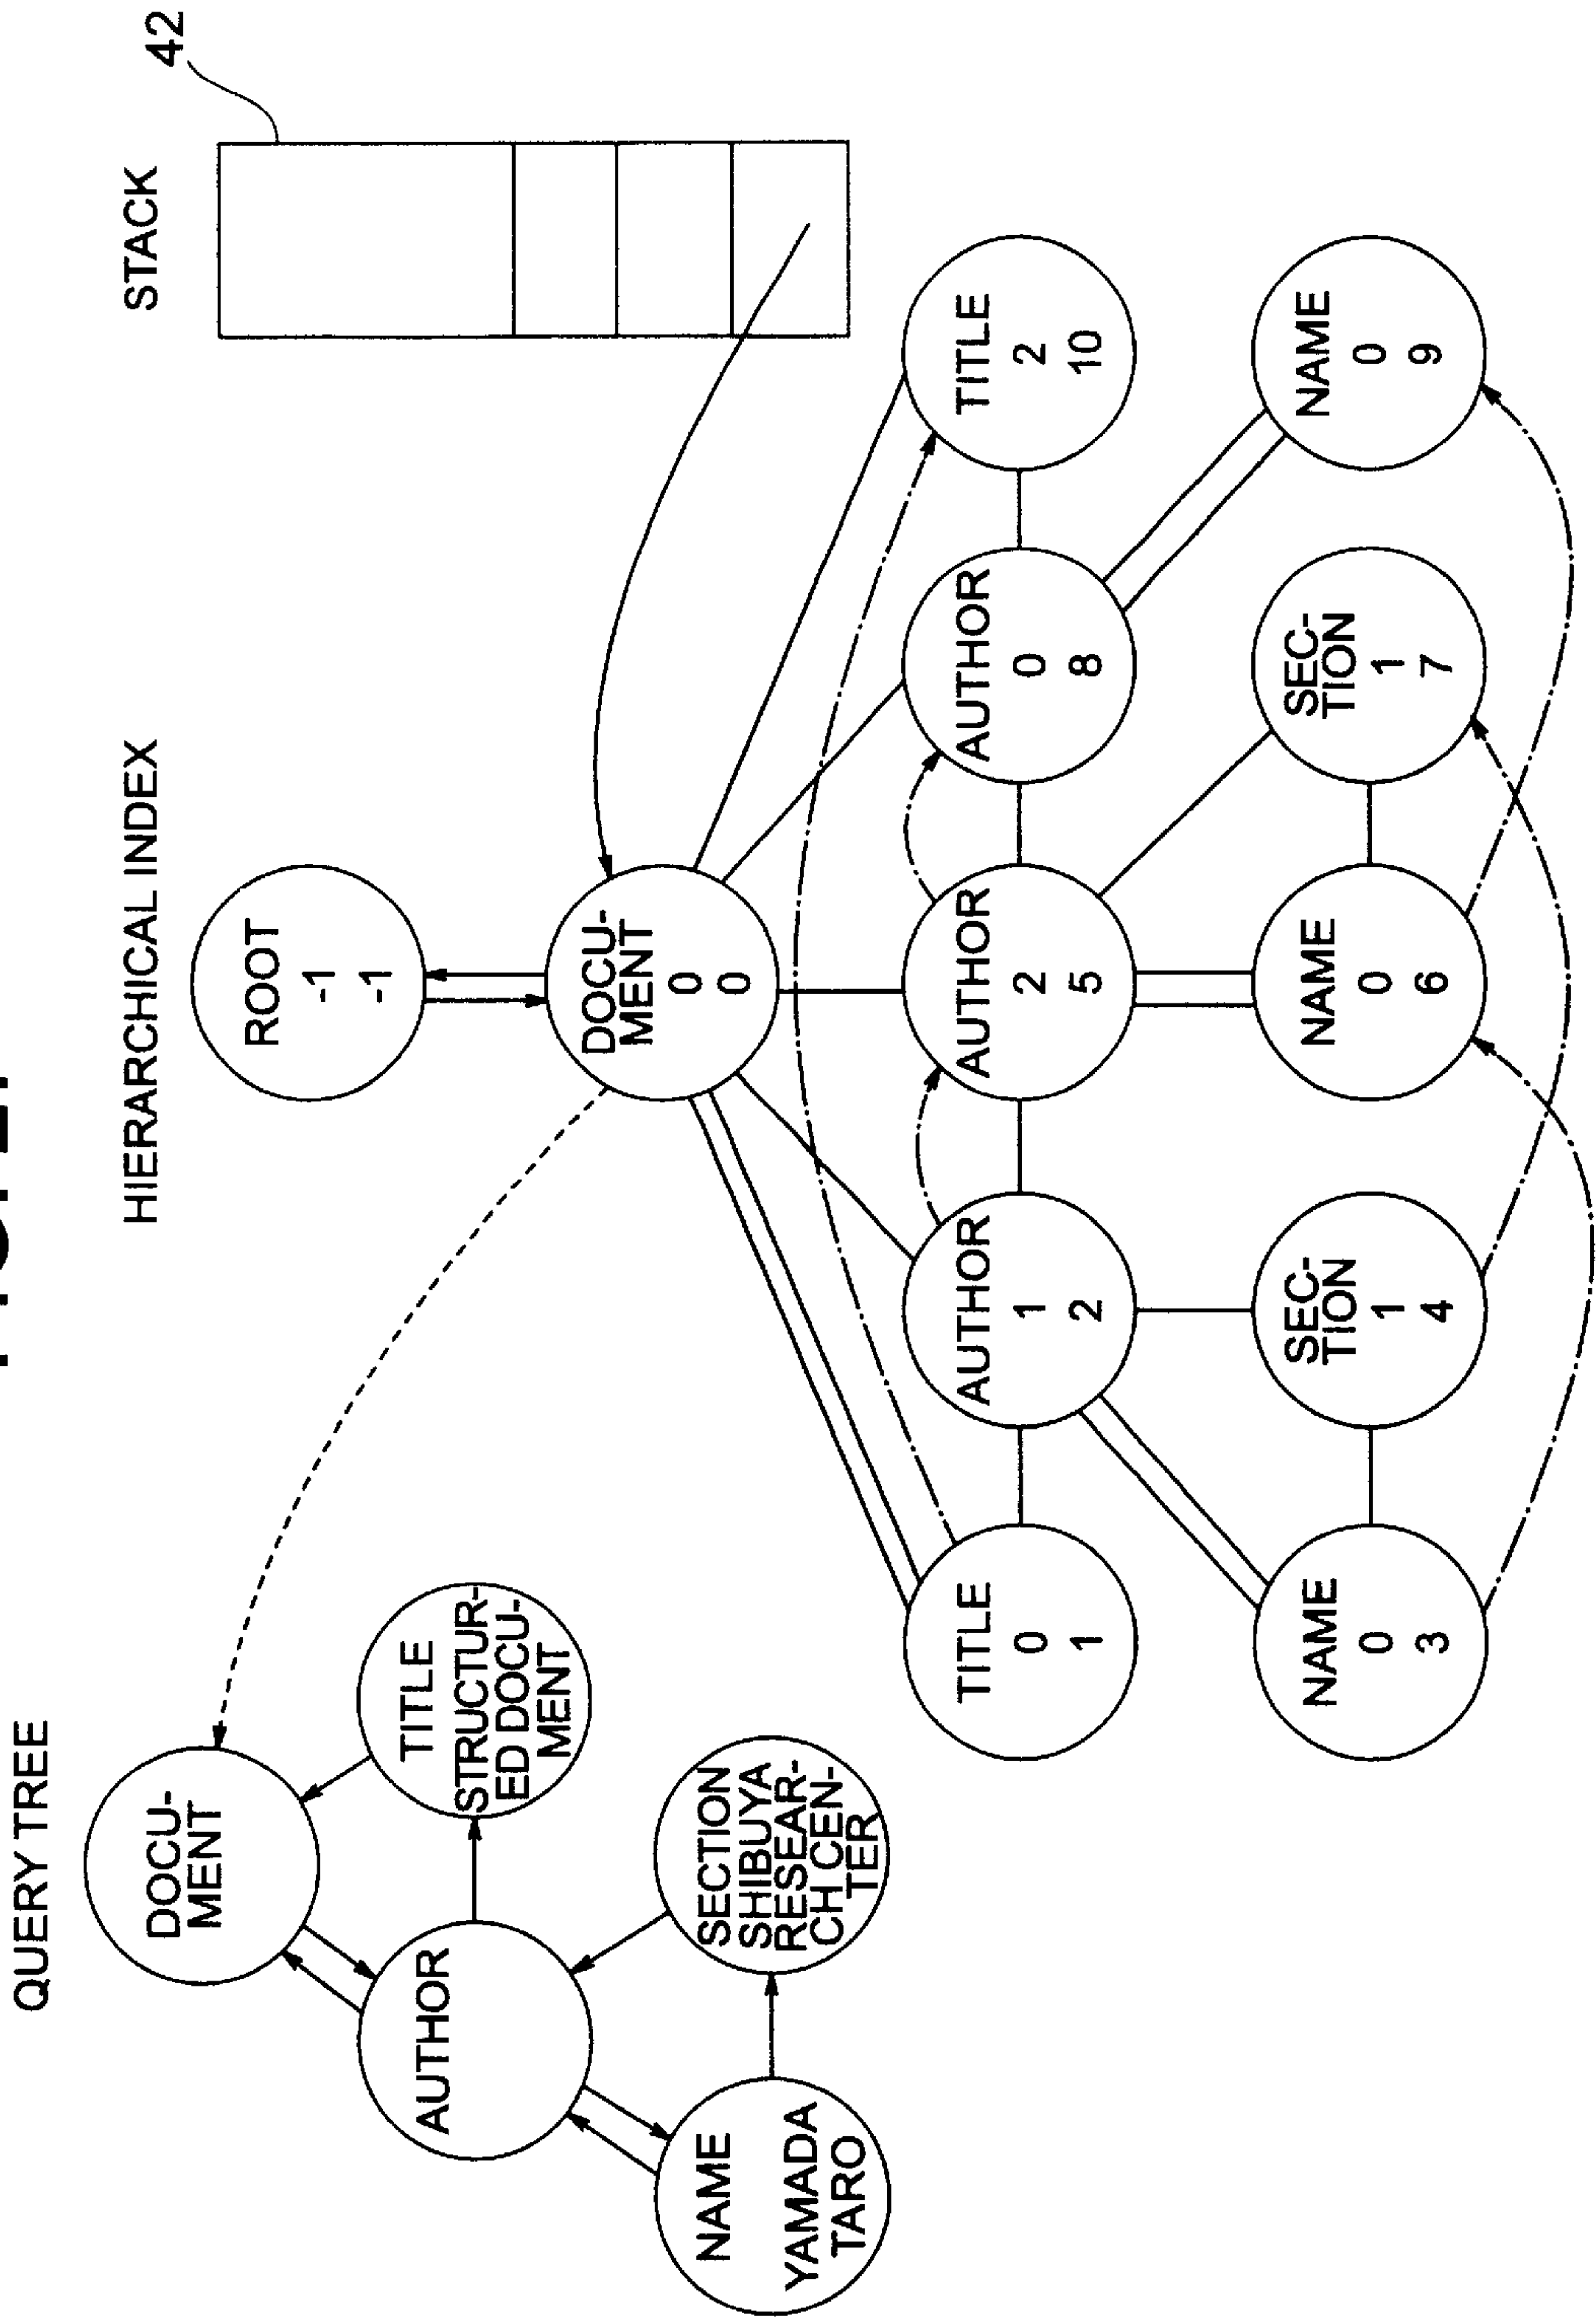 QUERY TREE
DOCU-
MENT
AUTHOR
TITLE
STRUCTUR-
ED DOCU-
MENT
NAME
YAMADA
TARO
SECTION
SHIBUYA
RESEAR-
CH CEN-
TER
HIERARCHICAL INDEX
ROOT
-1
-1
DOCU-
MENT
0
0
TITLE
0
1
AUTHOR
1
2
AUTHOR
2
5
AUTHOR
0
8
TITLE
2
10
NAME
0
3
SEC-
TION
1
4
NAME
0
6
SEC-
TION
1
7
NAME
0
9
STACK
42